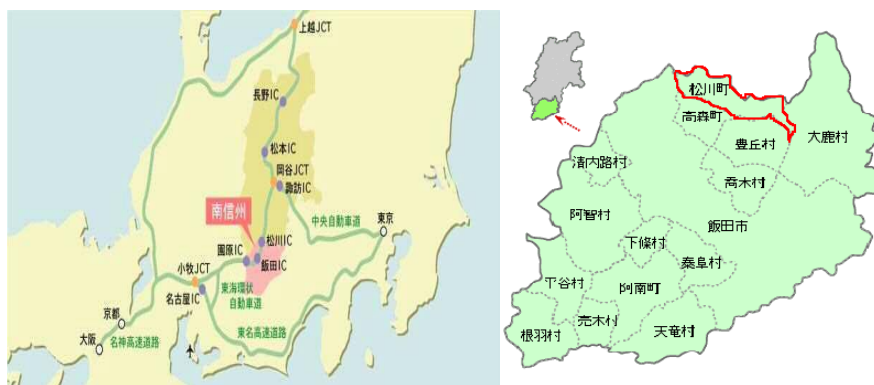 上越JCT
長野IC
松本IC
岡谷JCT
諏訪IC
南信州
中央自動車道
東京
松川IC
園原IC
飯田IC
小牧JCT
名古屋IC
東海環状
自動車道
京都
東名高速道路
大阪
名神高速道路
松川町
高森町
大鹿村
豊丘村
清内路村
喬木村
阿智村
飯田市
下條村
泰阜村
平谷村
阿南町
売木村
天竜村
根羽村